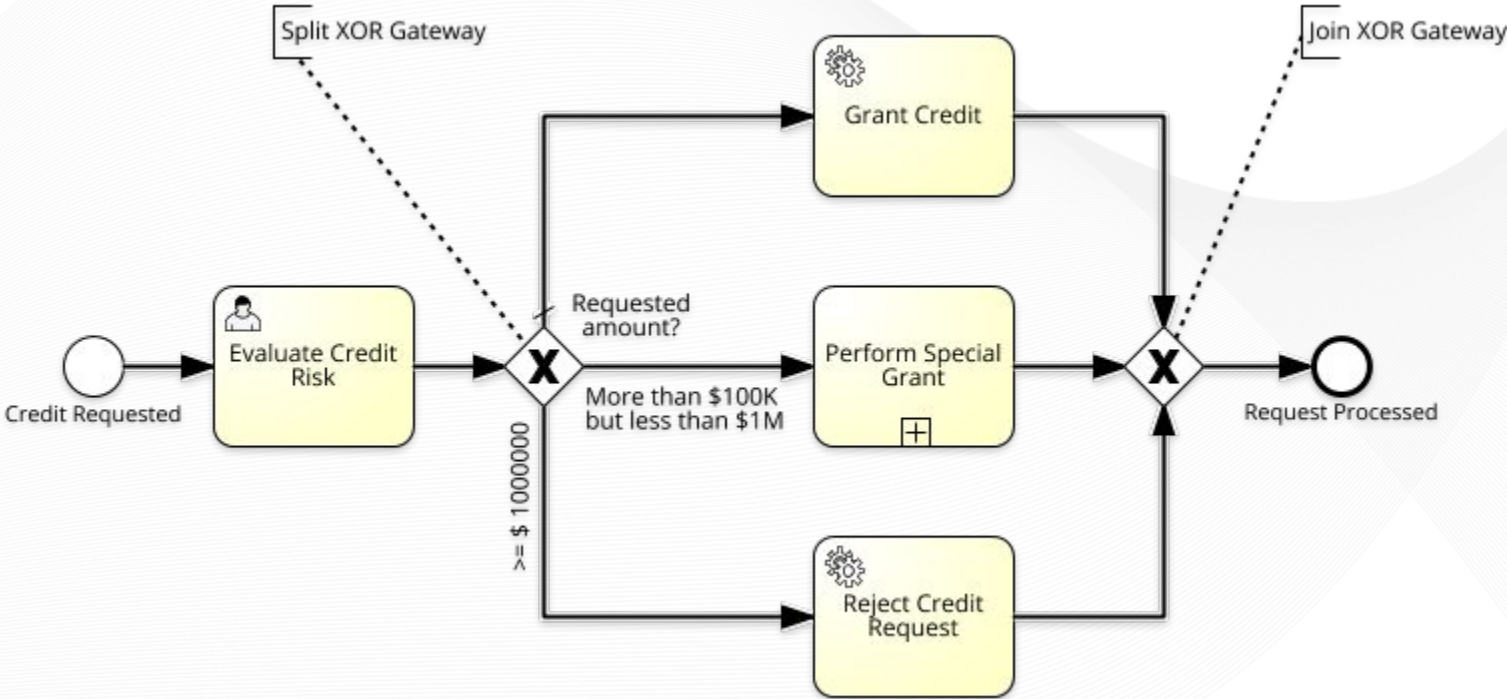 Split XOR Gateway
Join XOR Gateway
Grant Credit
Requested
amount?
Evaluate Credit
Risk
Perform Special
Grant
Credit Requested
More than $100K
but less than $1M
Request Processed
>= $ 1000000
Reject Credit
Request